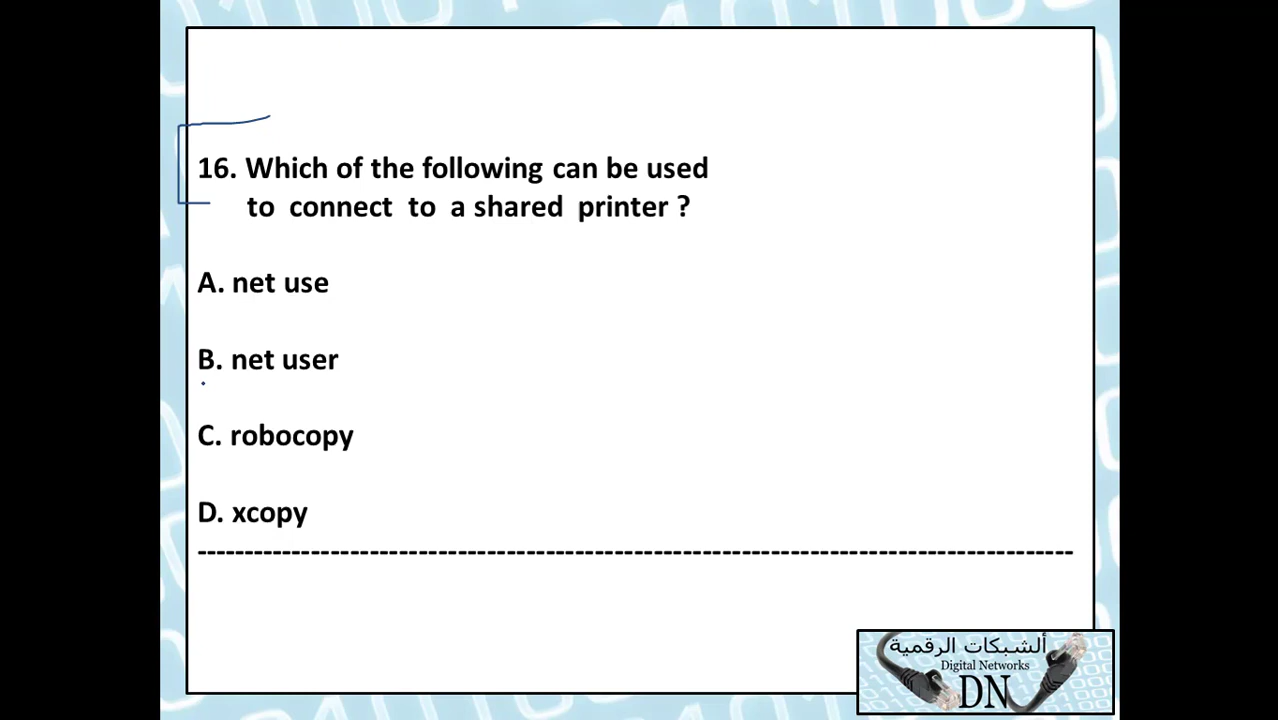 16. Which of the following can be used
to connect to a shared printer ?
A. net use
B. net user
C. robocopy
D. xcopy
--------------------------------------------------------------------------------------------
ألشبكات الرقمية
Digital Networks
DN